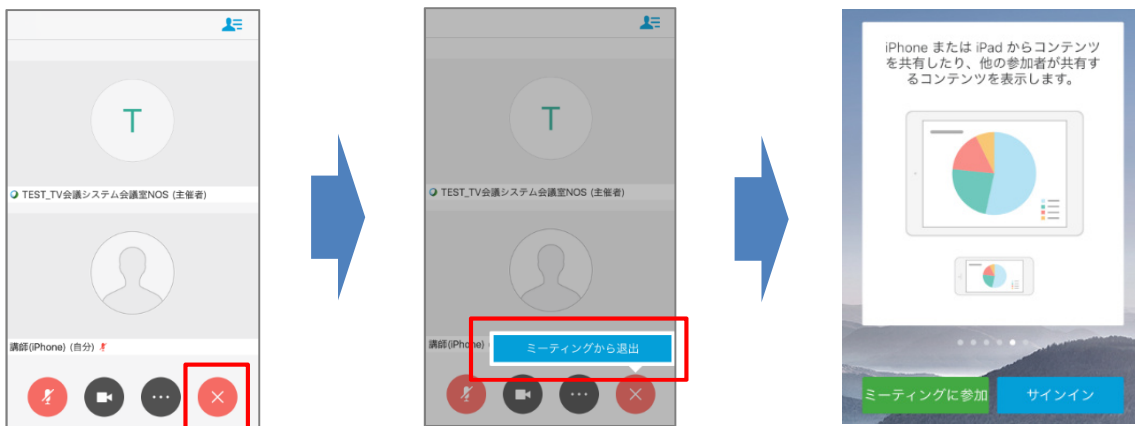 T
TEST_TV会議システム会議室NOS (主催者)
講師(iPhone) (自分)
T
TEST_TV会議システム会議室NOS (主催者)
講師(iPhone)
ミーティングから退出
iPhone または iPad からコンテンツ
を共有したり、他の参加者が共有す
るコンテンツを表示します。
ミーティングに参加
サインイン